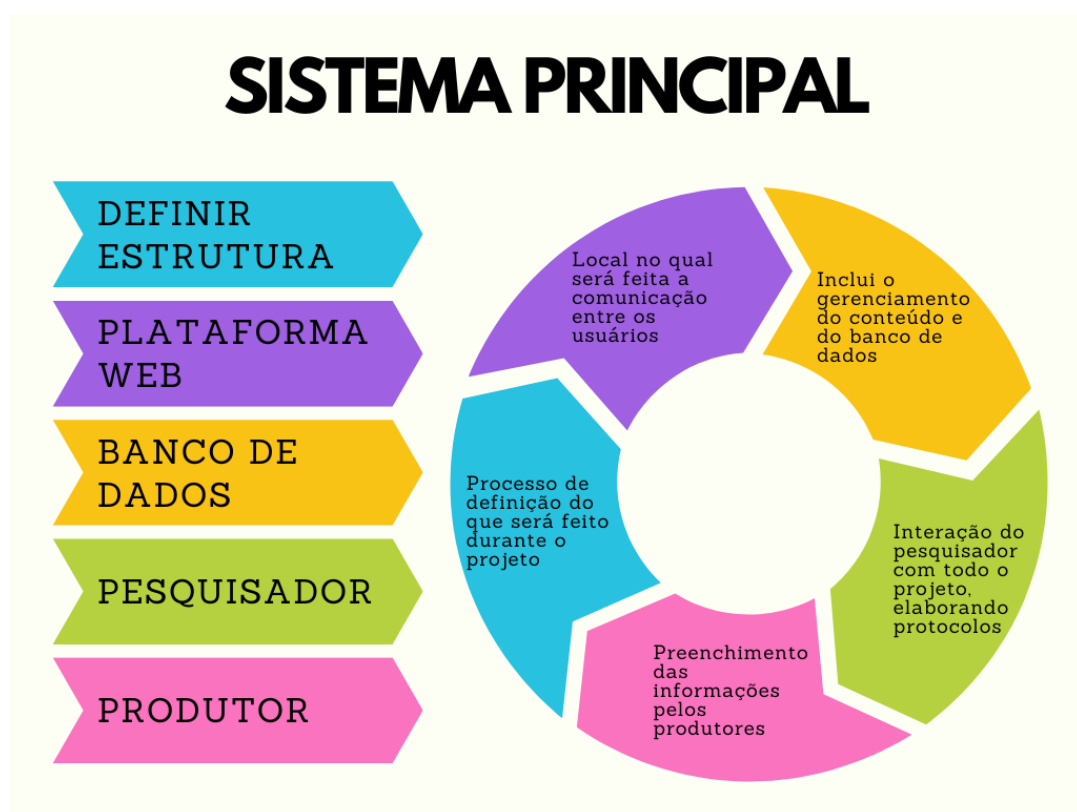 SISTEMA PRINCIPAL
DEFINIR
ESTRUTURA
PLATAFORMA
WEB
BANCO DE
DADOS
PESQUISADOR
PRODUTOR
Local no qual
será feita a
comunicação
entre os
usuários
Inclui o
gerenciamento
do conteúdo e
do banco de
dados
Processo de
definição do
que será feito
durante o
projeto
Interação do
pesquisador
com todo o
projeto,
elaborando
protocolos
Preenchimento
das
informações
pelos
produtores